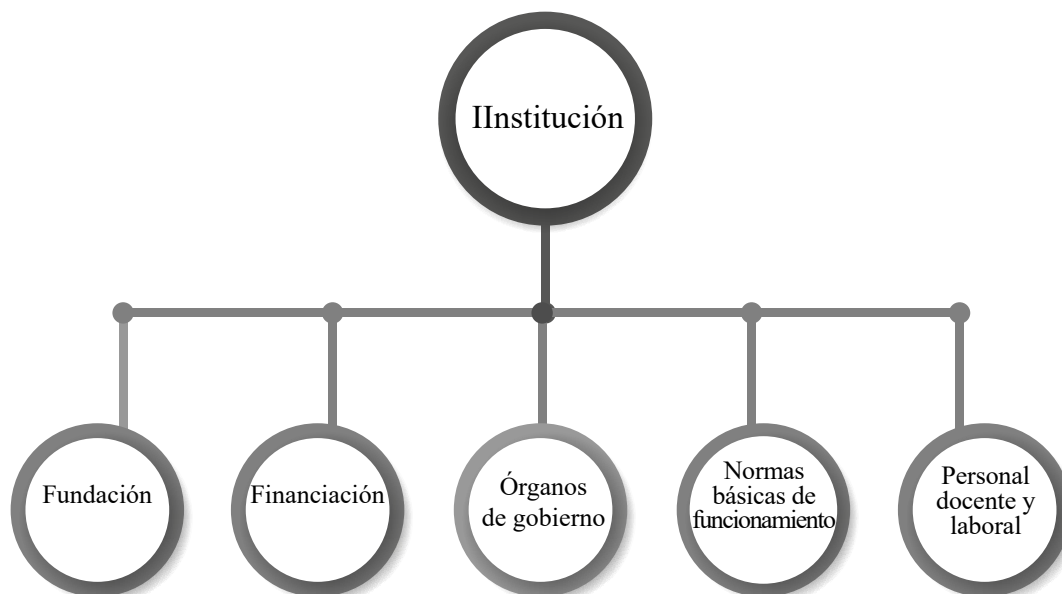 IInstitución
Fundación
Financiación
Órganos
de gobierno
Normas
básicas de
funcionamiento
Personal
docente y
laboral